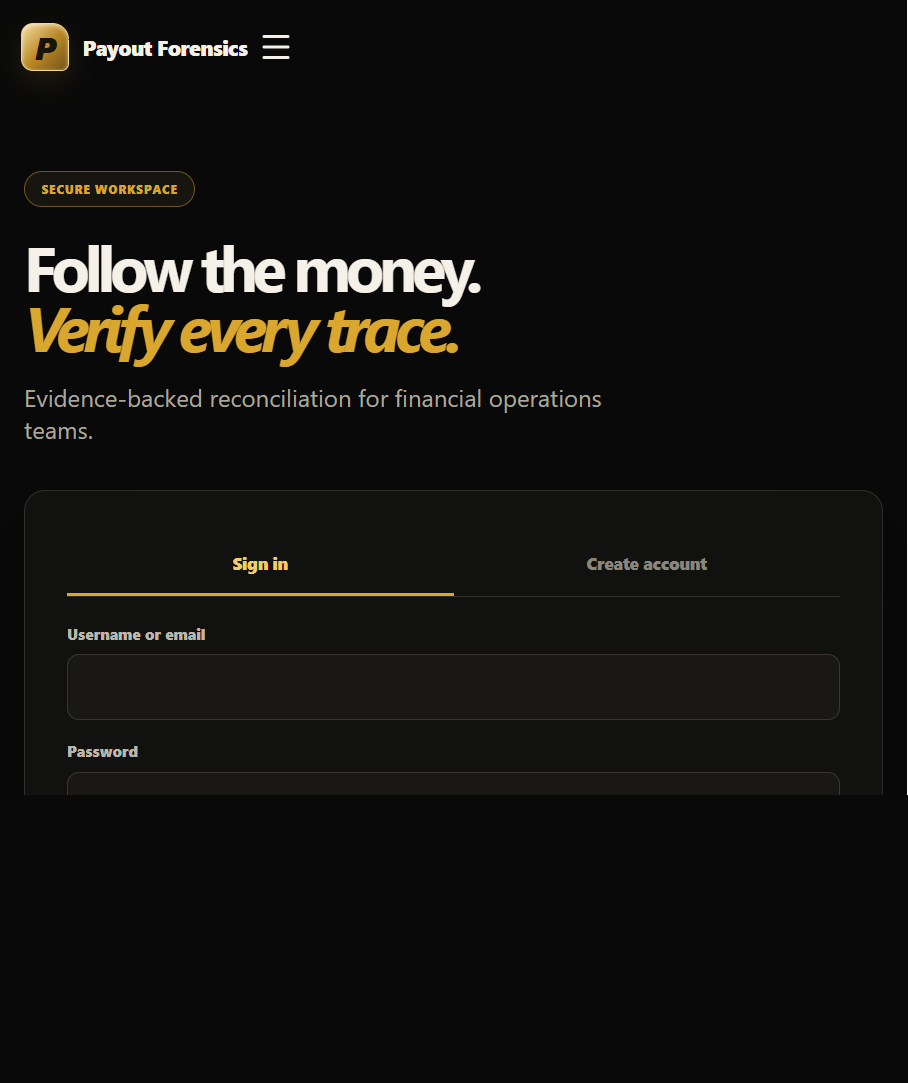 P
Payout Forensics
SECURE WORKSPACE
Follow the money.
Verify every trace.
Evidence-backed reconciliation for financial operations
teams.
Sign in
Create account
Username or email
Password